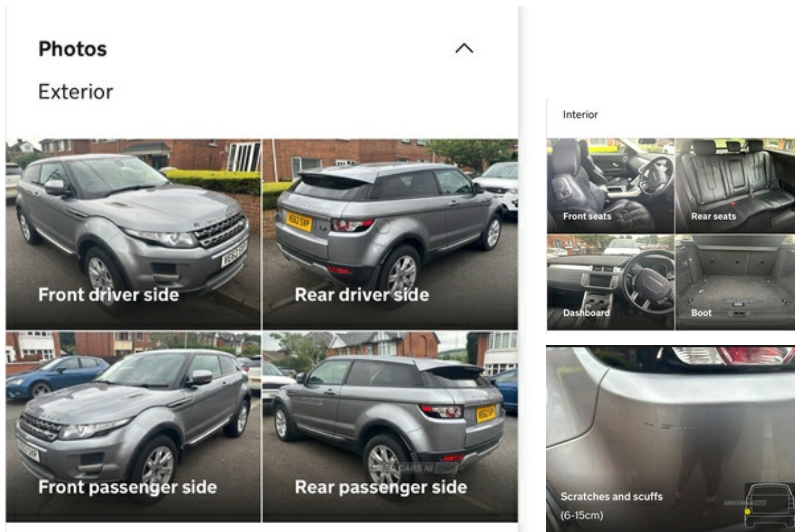 Photos
Exterior
Front driver side
Rear driver side
Front passenger side
Rear passenger side
Interior
Front seats
Rear seats
Dashboard
Boot
Scratches and scuffs
(6-15cm)